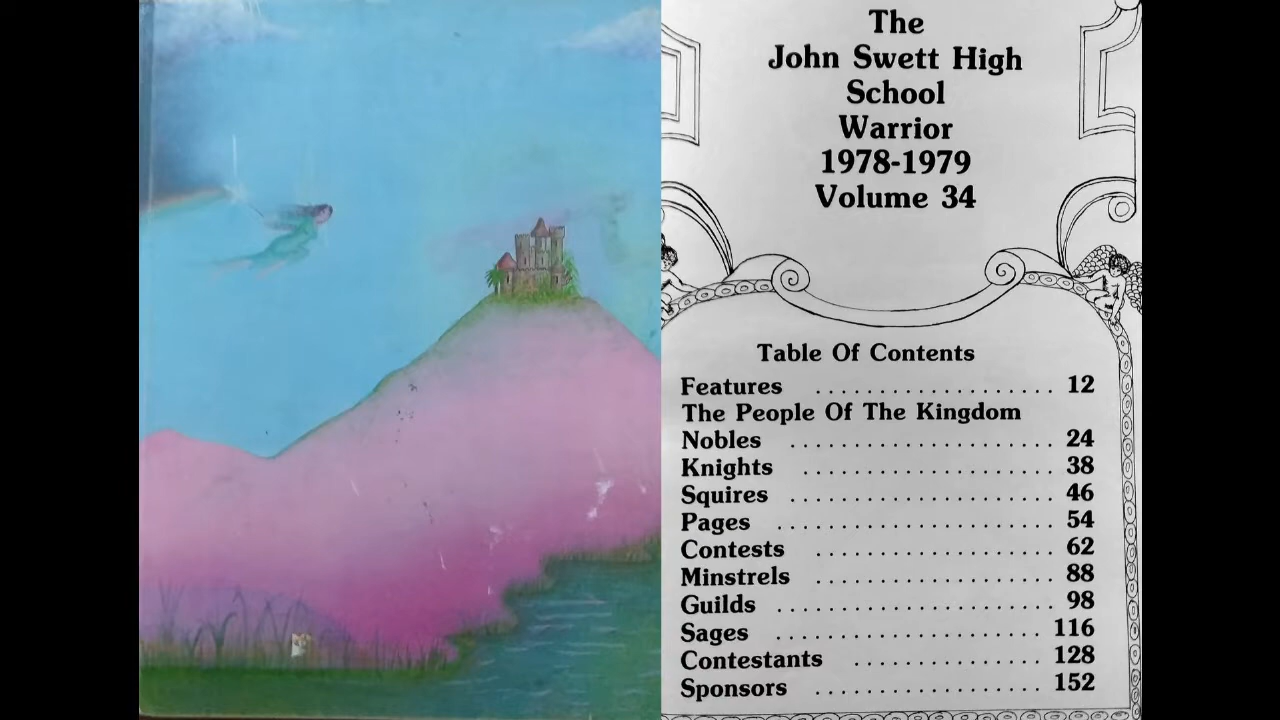 The
John Swett High
School
Warrior
1978-1979
Volume 34
Table Of Contents
Features .................... 12
The People Of The Kingdom
Nobles ...................... 24
Knights ..................... 38
Squires ...................... 46
Pages ....................... 54
Contests .................... 62
Minstrels .................... 88
Guilds ....................... 98
Sages ...................... 116
Contestants ................ 128
Sponsors ................... 152